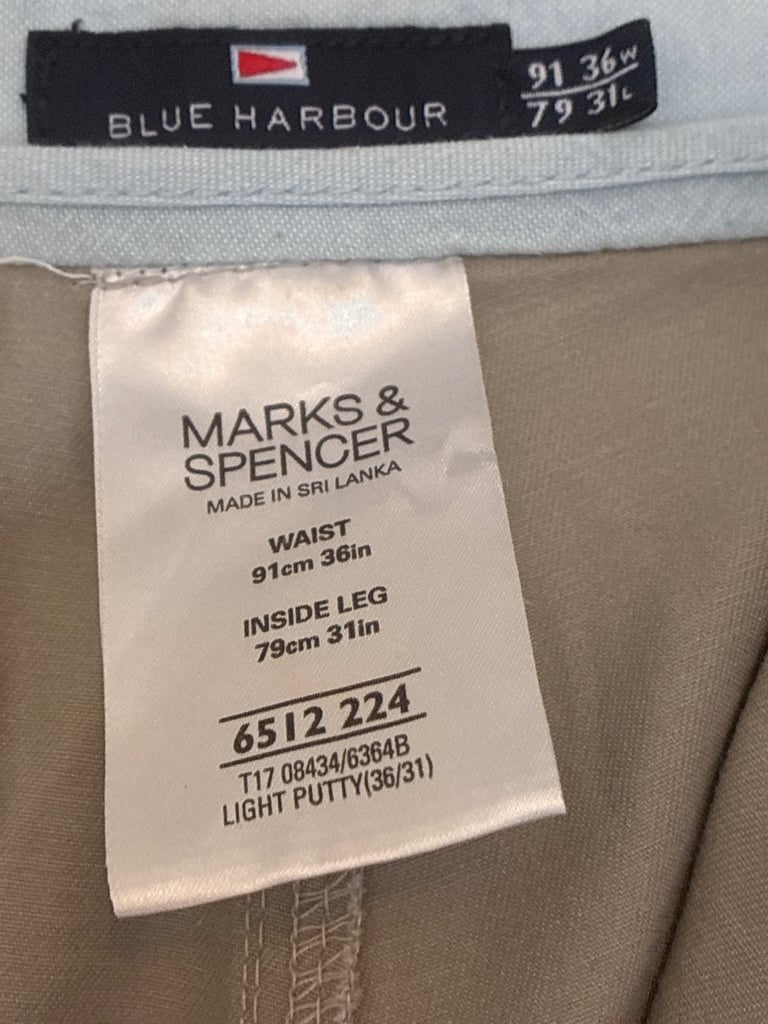 BLUE HARBOUR
91 36W
79 31L
MARKS &
SPENCER
MADE IN SRI LANKA
WAIST
91cm 36in
INSIDE LEG
79cm 31in
6512 224
T17 08434/6364B
LIGHT PUTTY(36/31)